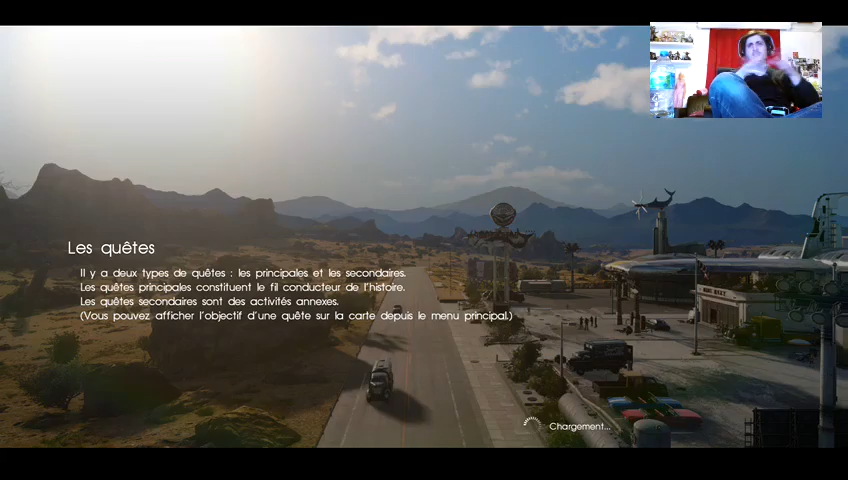 Les quêtes
Il y a deux types de quêtes : les principales et les secondaires.
Les quêtes principales constituent le fil conducteur de l'histoire.
Les quêtes secondaires sont des activités annexes.
(Vous pouvez afficher l'objectif d'une quête sur la carte depuis le menu principal.)
Chargement...